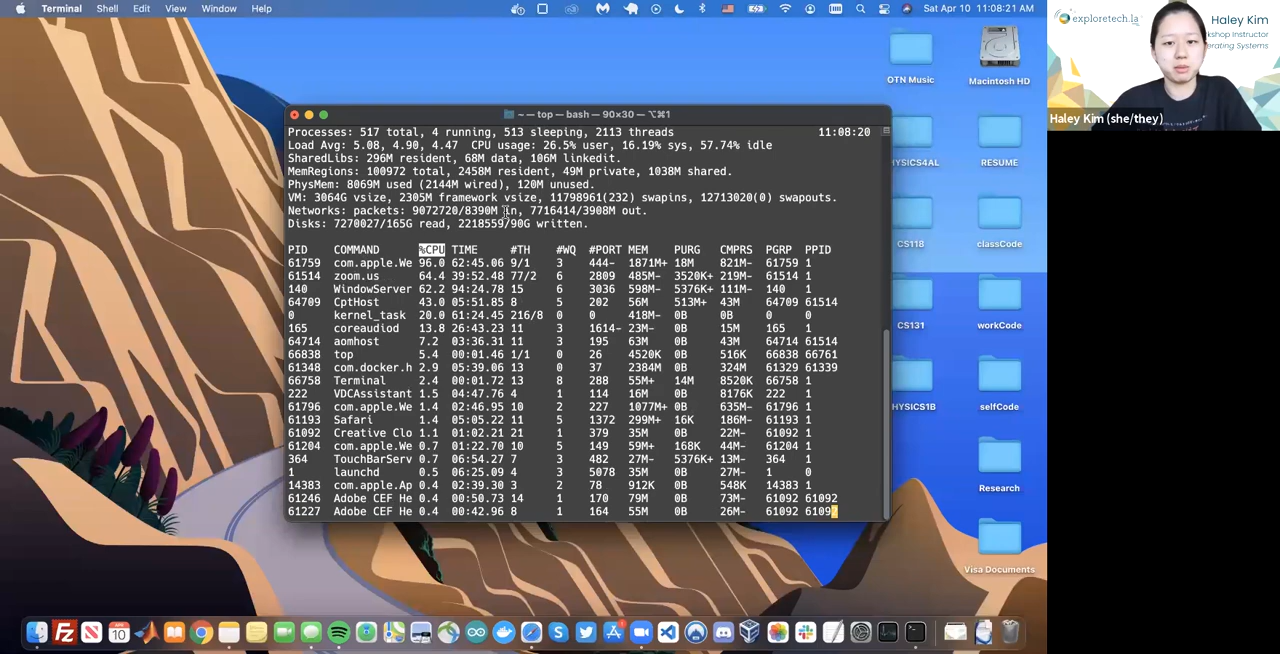 Terminal Shell Edit View Window Help Sat Apr 10 11:08:21 AM
~ — top — bash — 90x30 — ⌥⌘1
Processes: 517 total, 4 running, 513 sleeping, 2113 threads 11:08:20
Load Avg: 5.08, 4.90, 4.47 CPU usage: 26.5% user, 16.19% sys, 57.74% idle
SharedLibs: 296M resident, 68M data, 106M linkedit.
MemRegions: 100972 total, 2458M resident, 49M private, 1038M shared.
PhysMem: 8069M used (2144M wired), 120M unused.
VM: 3064G vsize, 2305M framework vsize, 11798961(232) swapins, 12713020(0) swapouts.
Networks: packets: 9072720/8390M in, 7716414/3908M out.
Disks: 7270027/165G read, 2218559/90G written.
PID COMMAND %CPU TIME #TH #WQ #PORT MEM PURG CMPRS PGRP PPID
61759 com.apple.We 96.0 62:45.06 9/1 3 444- 1871M+ 18M 821M- 61759 1
61514 zoom.us 64.4 39:52.48 77/2 6 2809 485M- 3520K+ 219M- 61514 1
140 WindowServer 62.2 94:24.78 15 6 3036 598M- 5376K+ 111M- 140 1
64709 CptHost 43.0 05:51.85 8 5 202 56M 513M+ 43M 64709 61514
0 kernel_task 20.0 61:24.45 216/8 0 0 418M- 0B 0B 0 0
165 coreaudiod 13.8 26:43.23 11 3 1614- 23M- 0B 15M 165 1
64714 aomhost 7.2 03:36.31 11 3 195 63M 0B 43M 64714 61514
66838 top 5.4 00:01.46 1/1 0 26 4520K 0B 516K 66838 66761
61348 com.docker.h 2.9 05:39.06 13 0 37 2384M 0B 324M 61329 61339
66758 Terminal 2.4 00:01.72 13 8 288 55M+ 14M 8520K 66758 1
222 VDCAssistant 1.5 04:47.76 4 1 114 16M 0B 8176K 222 1
61796 com.apple.We 1.4 02:46.95 10 2 227 1077M+ 0B 635M- 61796 1
61193 Safari 1.4 05:05.22 11 5 1372 299M+ 16K 186M- 61193 1
61092 Creative Clo 1.1 01:02.21 21 1 379 35M 0B 22M- 61092 1
61204 com.apple.We 0.7 01:22.70 10 5 149 59M+ 168K 44M- 61204 1
364 TouchBarServ 0.7 06:54.27 7 3 482 27M- 5376K+ 13M- 364 1
1 launchd 0.5 06:25.09 4 3 5078 35M 0B 27M- 1 0
14383 com.apple.Ap 0.4 02:39.30 3 2 78 912K 0B 548K 14383 1
61246 Adobe CEF He 0.4 00:50.73 14 1 170 79M 0B 73M- 61092 61092
61227 Adobe CEF He 0.4 00:42.96 8 1 164 55M 0B 26M- 61092 61092
OTN Music
Macintosh HD
HYSICS4AL
RESUME
CS118
classCode
CS131
workCode
HYSICS1B
selfCode
Research
Visa Documents
exploretech.la
Haley Kim
kshop Instructor
erating Systems
Haley Kim (she/they)